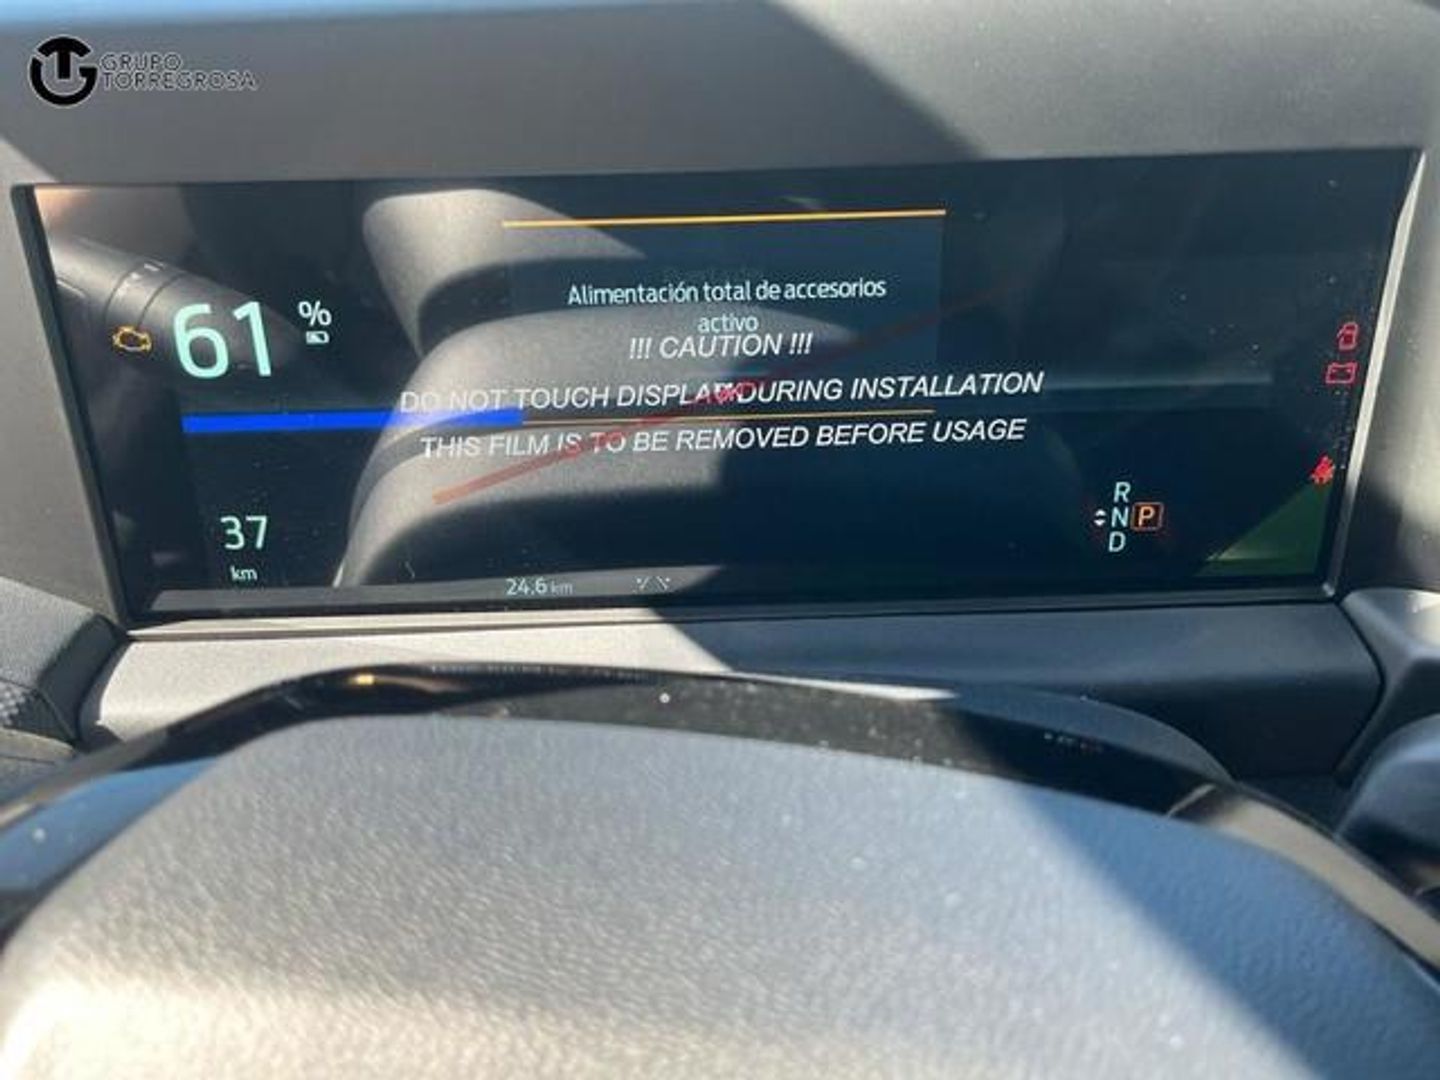 GRUPO
TORREGROSA
61 %
Alimentación total de accesorios
activo
!!! CAUTION !!!
DO NOT TOUCH DISPLAY DURING INSTALLATION
THIS FILM IS TO BE REMOVED BEFORE USAGE
37
km
R
N P
D
24.6 km